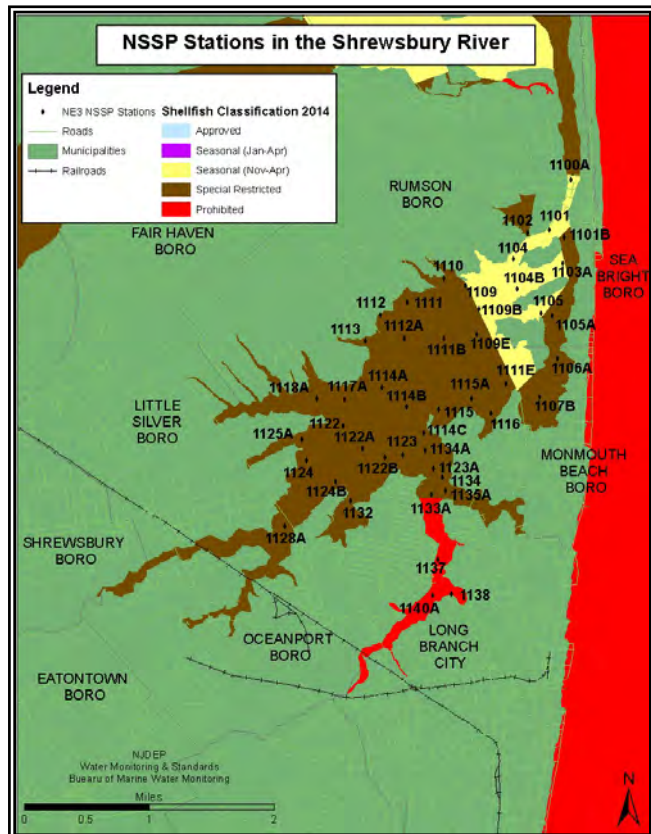 NSSP Stations in the Shrewsbury River
Legend
NE3 NSSP Stations
Roads
Municipalities
Railroads
Shellfish Classification 2014
Approved
Seasonal (Jan-Apr)
Seasonal (Nov-Apr)
Special Restricted
Prohibited
1100A
RUMSON
BORO
1102
1101
1101B
FAIR HAVEN
BORO
1104
1103A
SEA
BRIGHT
BORO
1110
1109
1104B
1112
1111
1109B
1105
1105A
1113
1112A
1111B
1109E
1106A
1114A
1111E
1118A
1117A
1114B
1115A
1107B
LITTLE
SILVER
BORO
1115
1116
1122
1114C
1125A
1122A
1123
1134A
MONMOUTH
BEACH
BORO
1124
1122B
1123A
1134
1124B
1135A
1132
1133A
1128A
SHREWSBURY
BORO
1137
1140A
1138
OCEANPORT
BORO
LONG
BRANCH
CITY
EATONTOWN
BORO
NJDEP
Water Monitoring & Standards
Buearu of Marine Water Monitoring
Miles
0 0.5 1 2
N